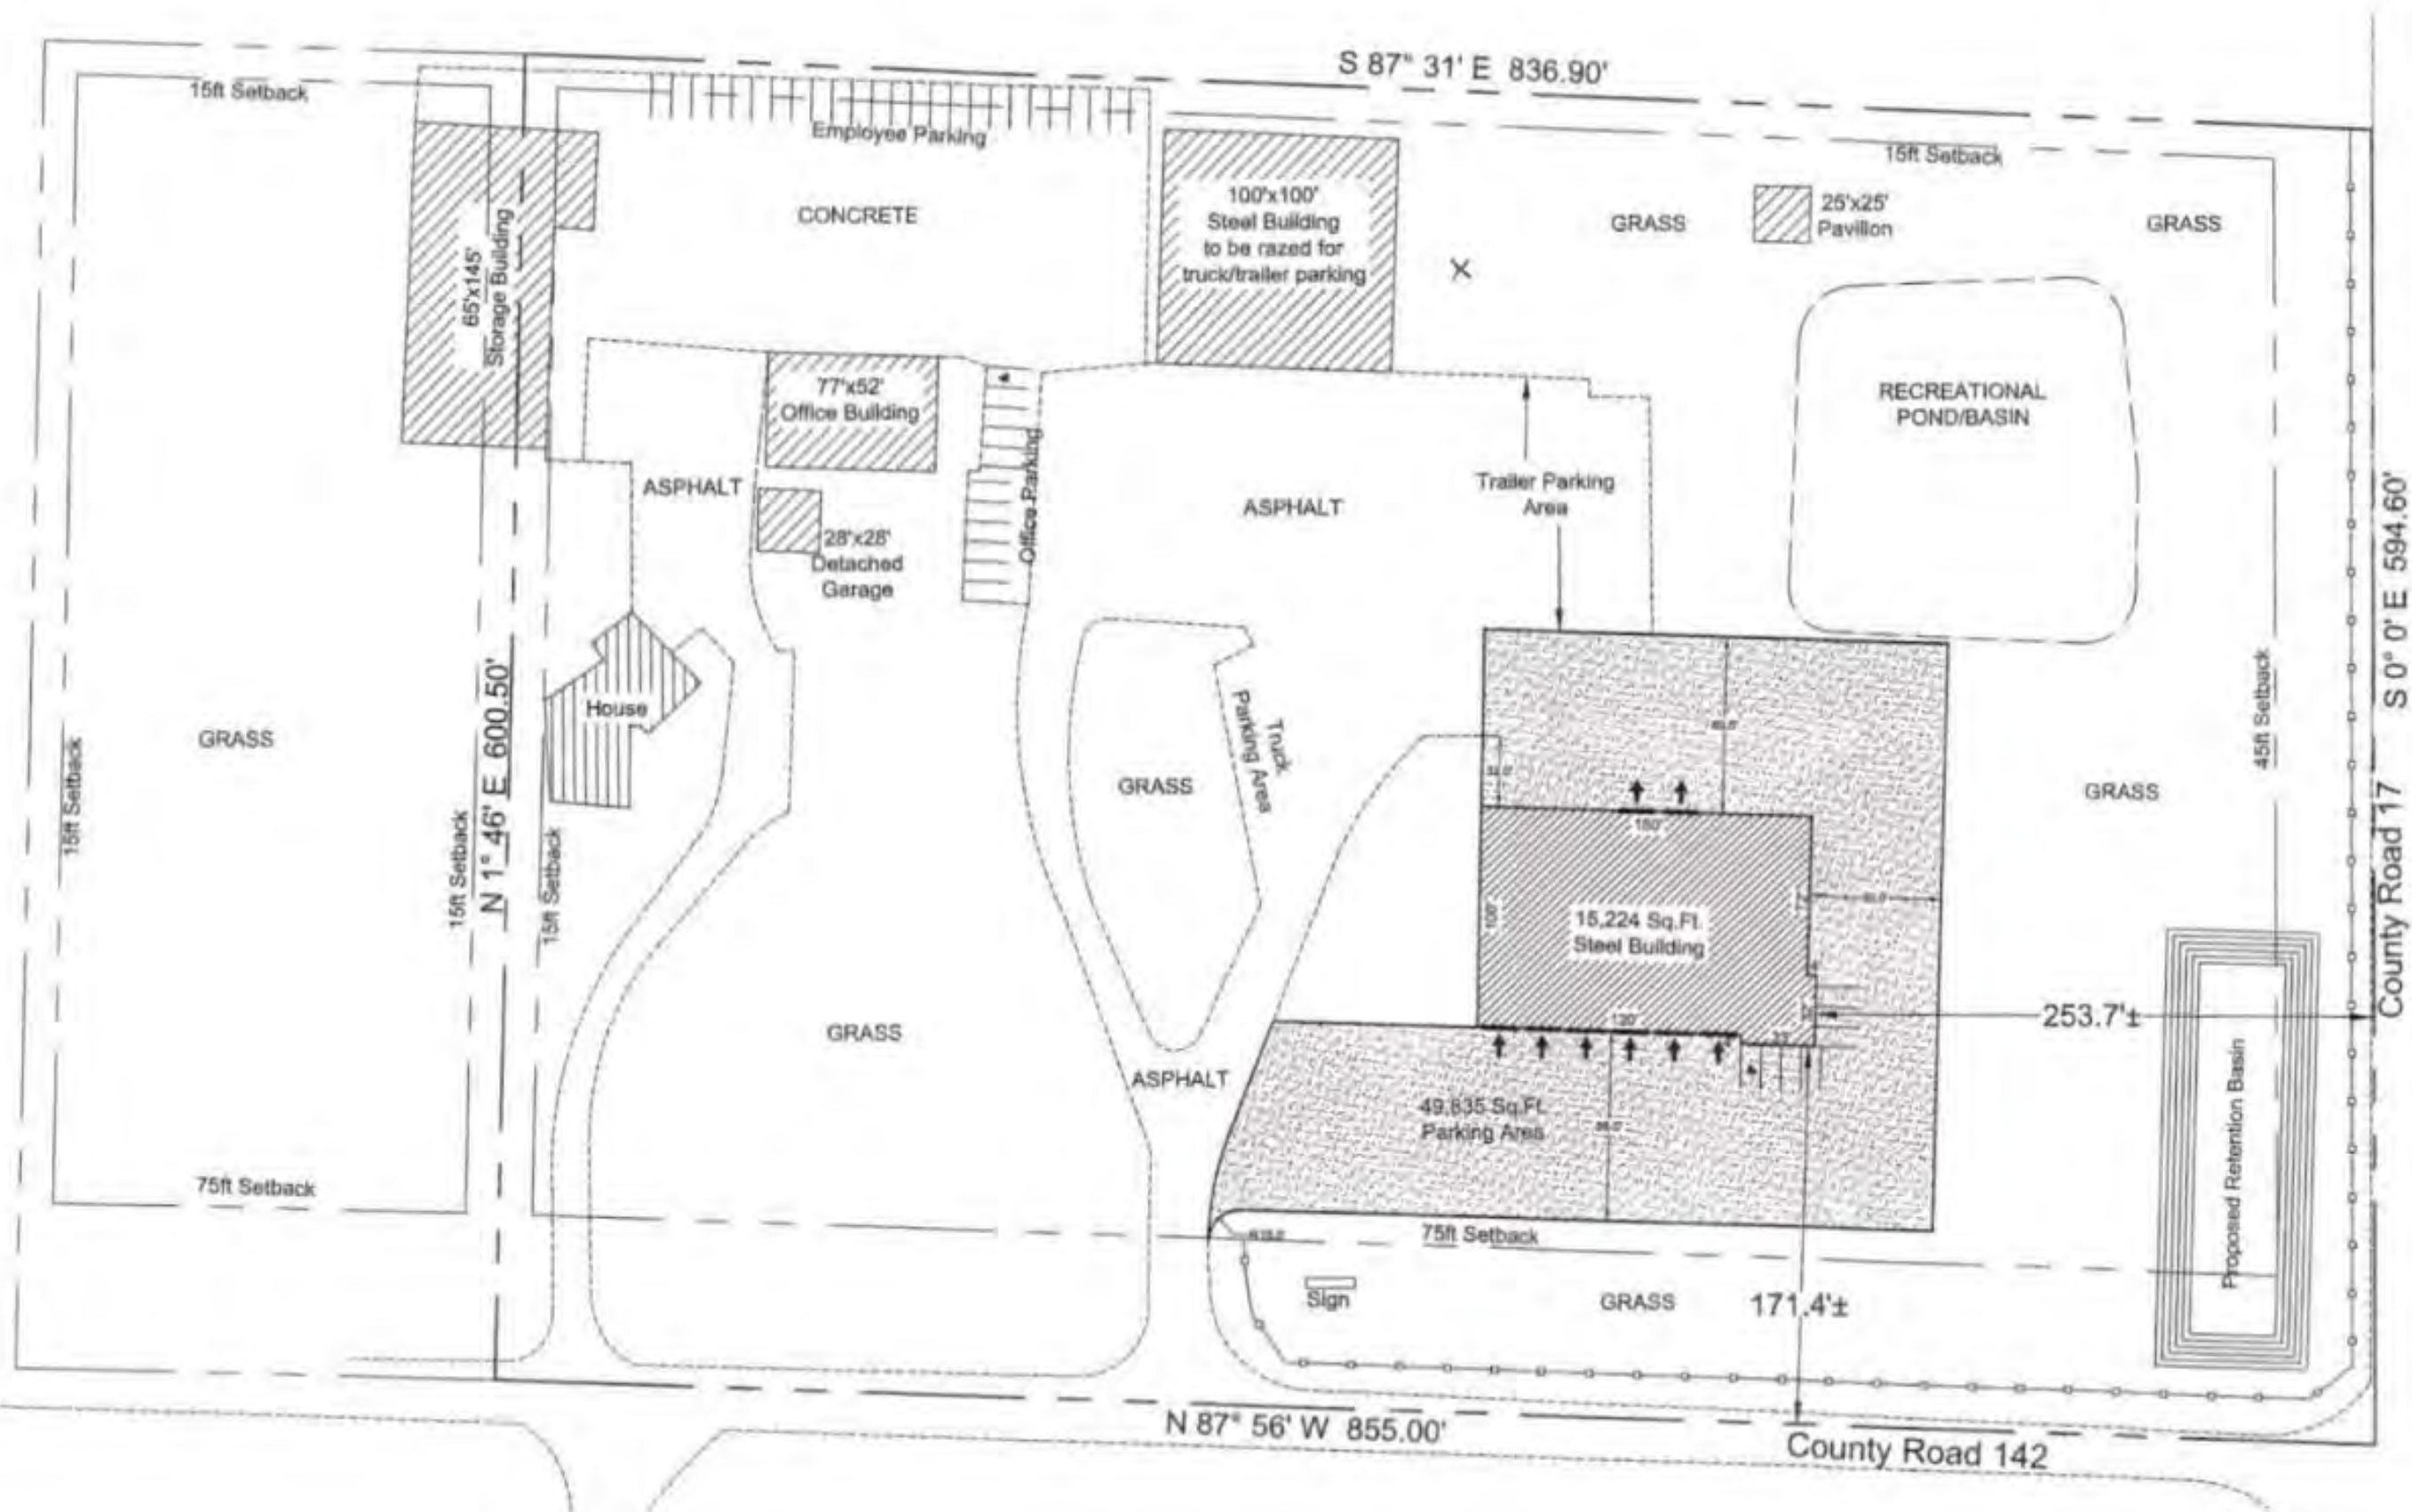 S 87° 31' E 836.90'
15ft Setback
Employee Parking
15ft Setback
CONCRETE
100'x100'
Steel Building
to be razed for
truck/trailer parking
GRASS
25'x25'
Pavilion
GRASS
65'x145'
Storage Building
77'x52'
Office Building
RECREATIONAL
POND/BASIN
Office Parking
ASPHALT
ASPHALT
Trailer Parking
Area
28'x28'
Detached
Garage
S 0° 0' E 594.60'
County Road 17
45ft Setback
House
N 1° 46' E 600.50'
GRASS
15ft Setback
15ft Setback
15ft Setback
Truck
Parking Area
GRASS
GRASS
100'
15,224 Sq.Ft.
Steel Building
253.7'±
GRASS
ASPHALT
49,835 Sq.Ft.
Parking Area
Proposed Retention Basin
75ft Setback
75ft Setback
Sign
GRASS
171.4'±
N 87° 56' W 855.00'
County Road 142